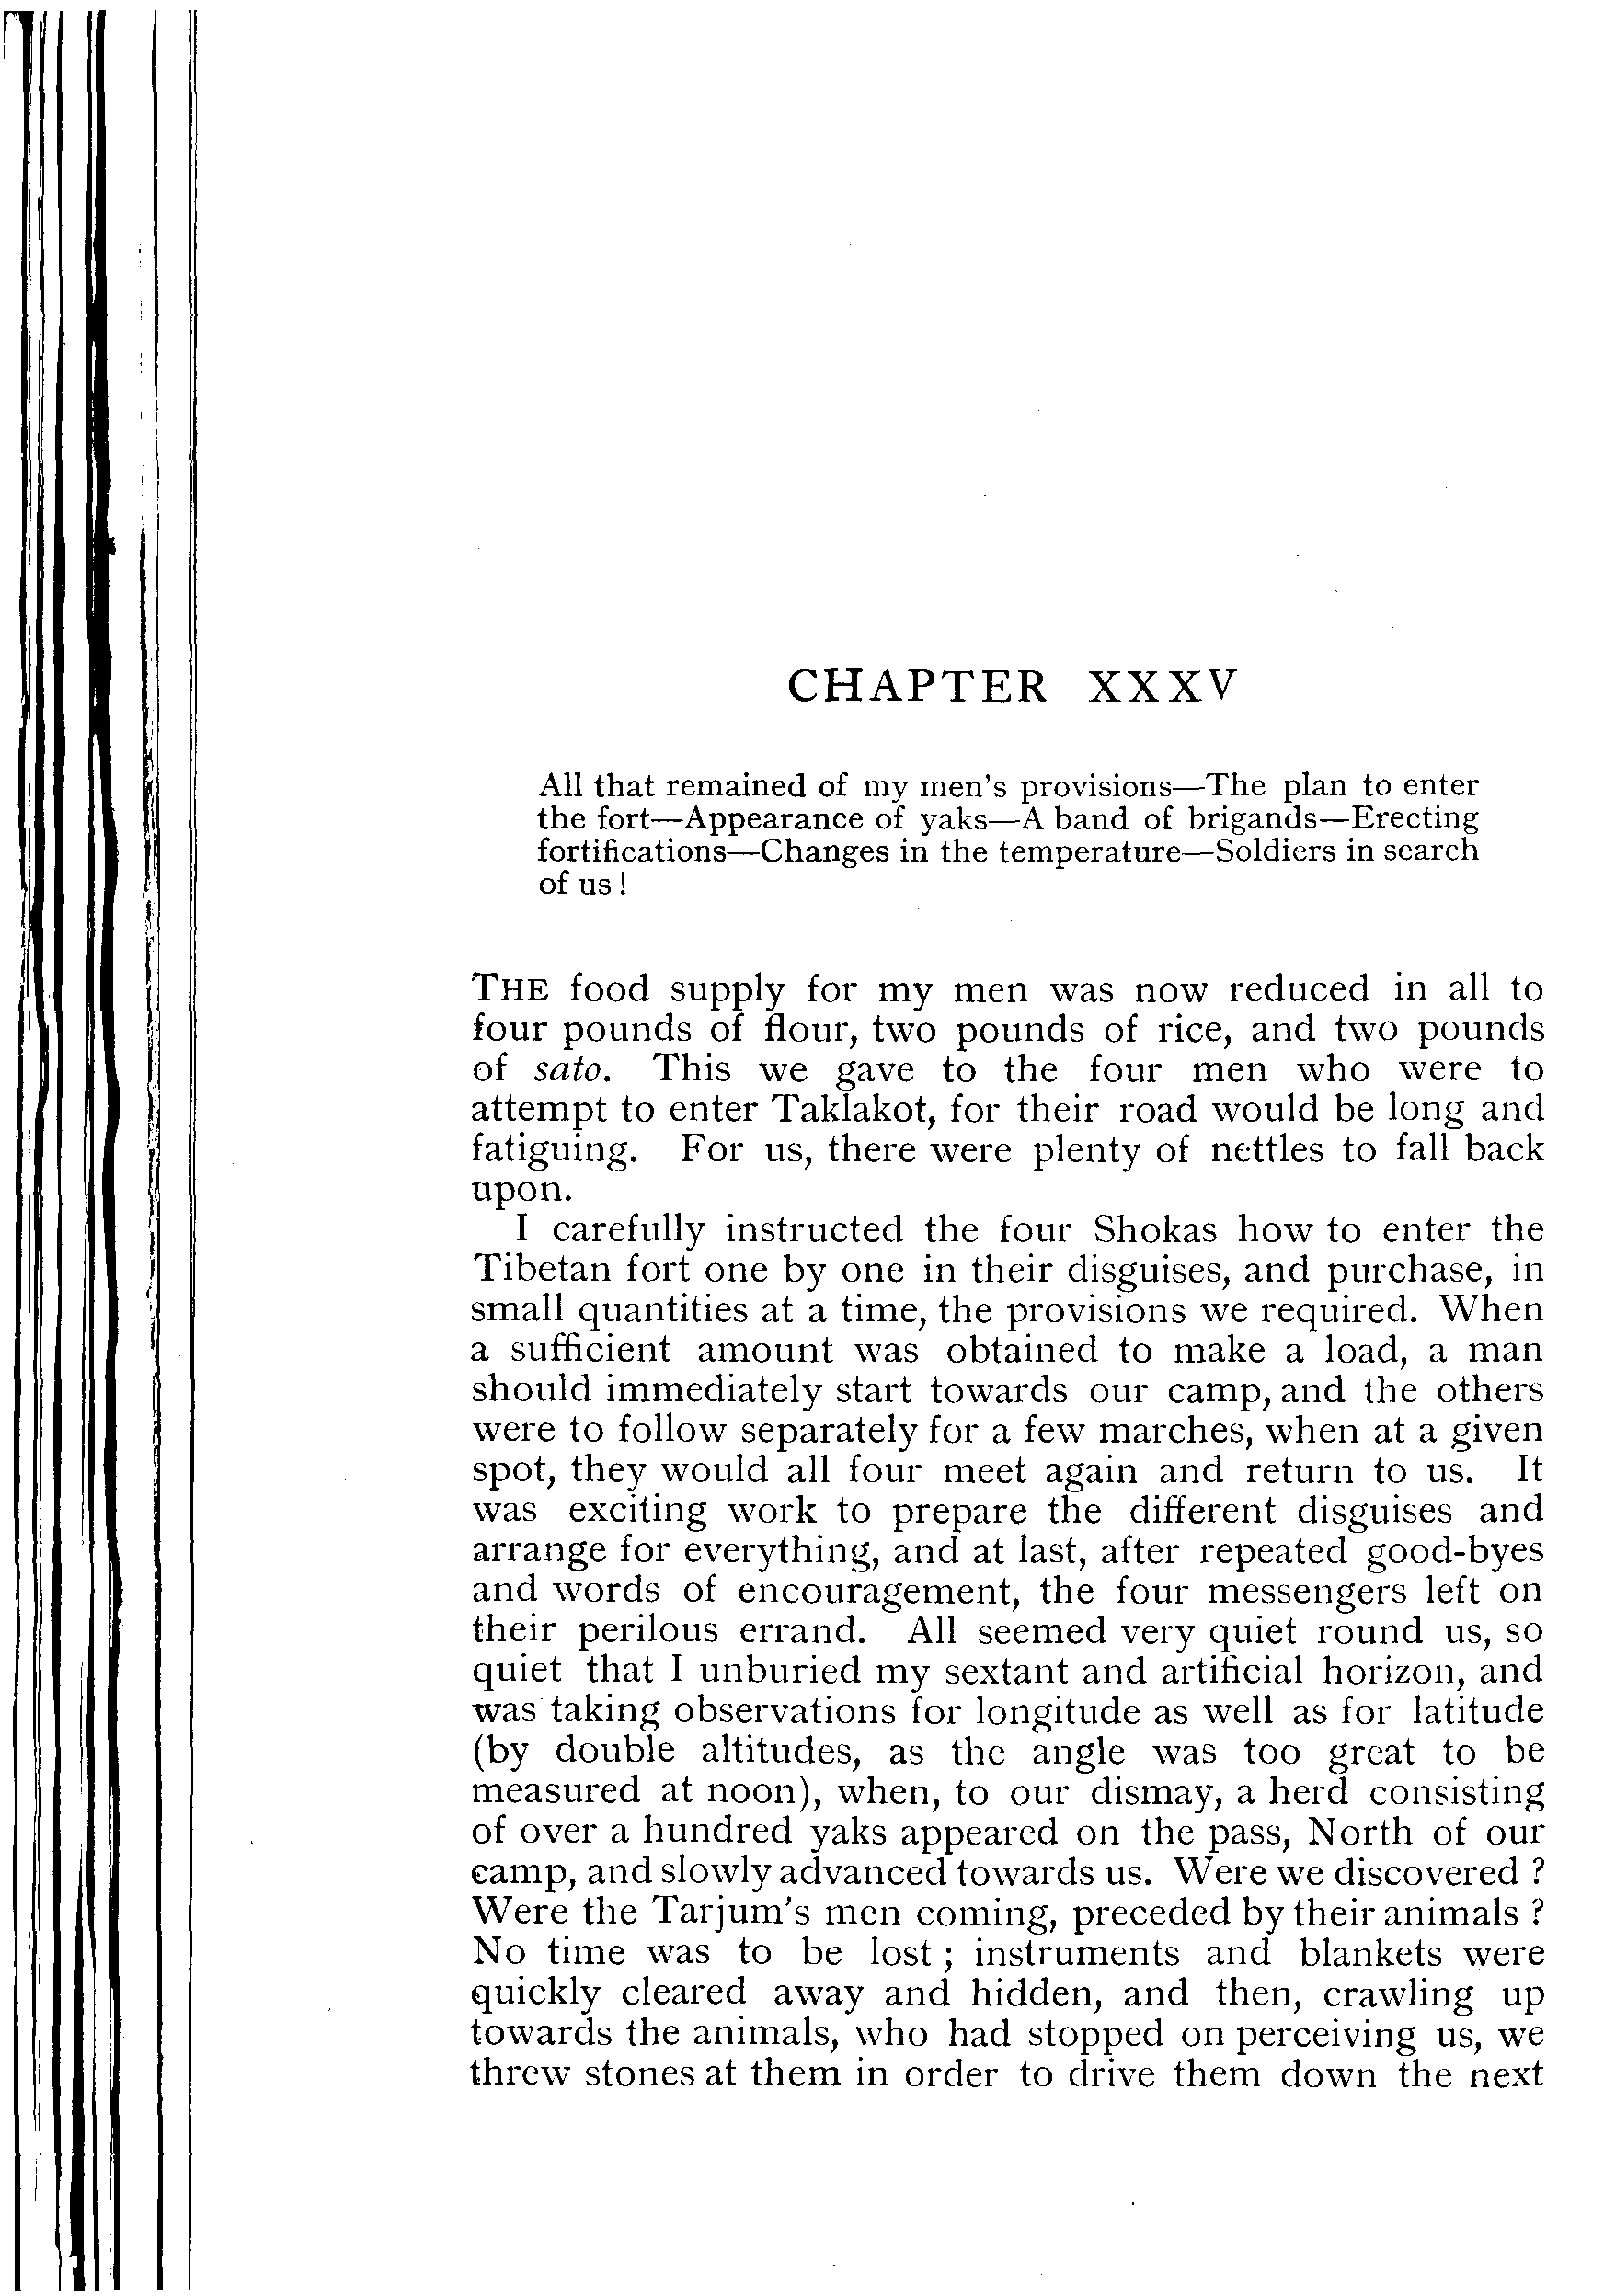 CHAPTER XXXV
All that remained of my men's provisions—The plan to enter
the fort—Appearance of yaks—A band of brigands—Erecting
fortifications—Changes in the temperature—Soldiers in search
of us!
THE food supply for my men was now reduced in all to
four pounds of flour, two pounds of rice, and two pounds
of sato. This we gave to the four men who were to
attempt to enter Taklakot, for their road would be long and
fatiguing. For us, there were plenty of nettles to fall back
upon.
I carefully instructed the four Shokas how to enter the
Tibetan fort one by one in their disguises, and purchase, in
small quantities at a time, the provisions we required. When
a sufficient amount was obtained to make a load, a man
should immediately start towards our camp, and the others
were to follow separately for a few marches, when at a given
spot, they would all four meet again and return to us. It
was exciting work to prepare the different disguises and
arrange for everything, and at last, after repeated good-byes
and words of encouragement, the four messengers left on
their perilous errand. All seemed very quiet round us, so
quiet that I unburied my sextant and artificial horizon, and
was taking observations for longitude as well as for latitude
(by double altitudes, as the angle was too great to be
measured at noon), when, to our dismay, a herd consisting
of over a hundred yaks appeared on the pass, North of our
camp, and slowly advanced towards us. Were we discovered ?
Were the Tarjum's men coming, preceded by their animals ?
No time was to be lost ; instruments and blankets were
quickly cleared away and hidden, and then, crawling up
towards the animals, who had stopped on perceiving us, we
threw stones at them in order to drive them down the next